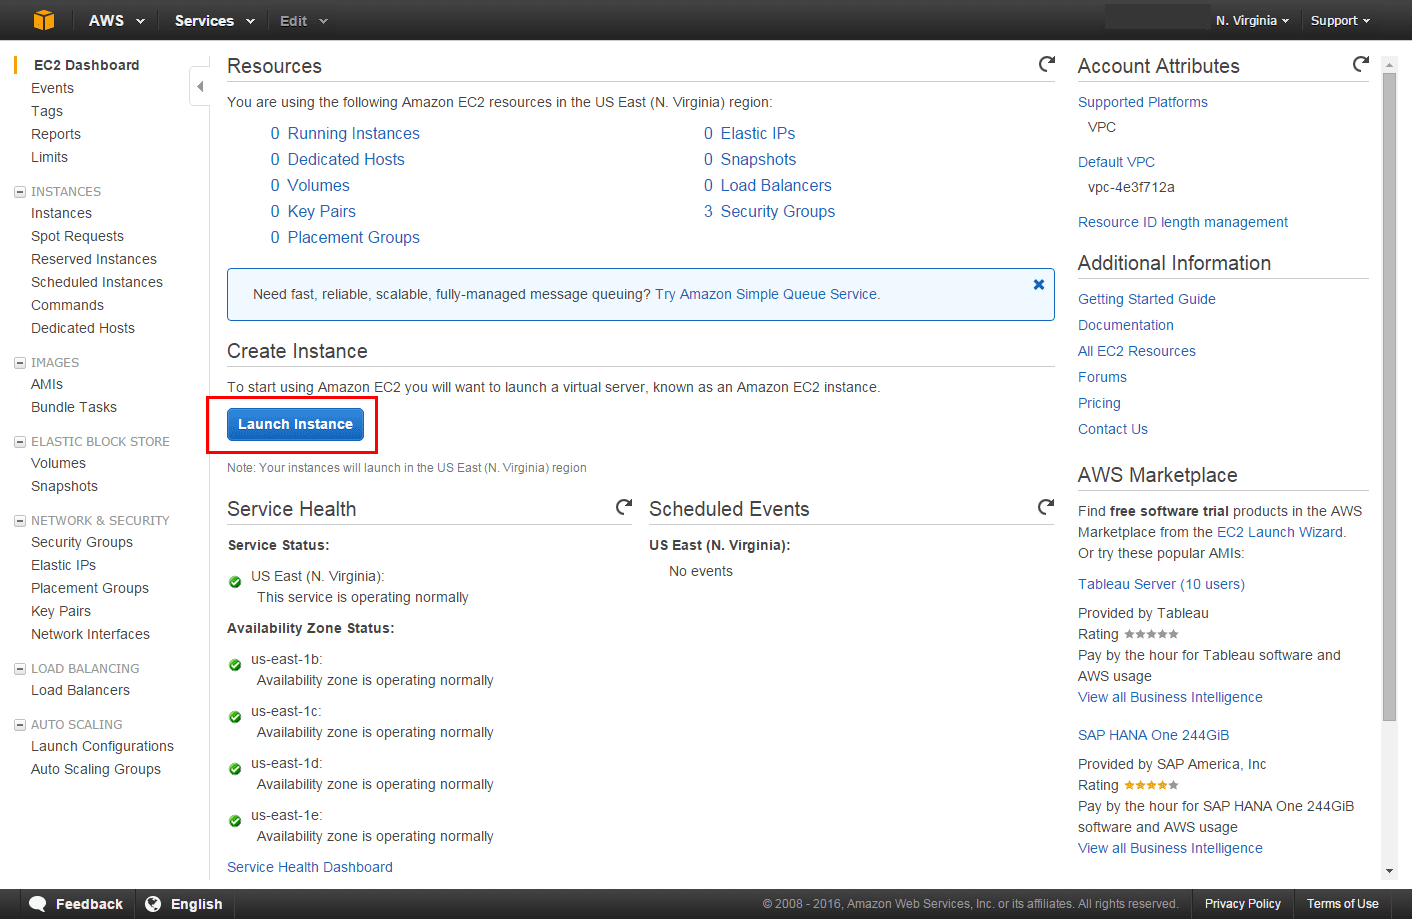 AWS Services Edit N. Virginia Support
EC2 Dashboard
Events
Tags
Reports
Limits
INSTANCES
Instances
Spot Requests
Reserved Instances
Scheduled Instances
Commands
Dedicated Hosts
IMAGES
AMIs
Bundle Tasks
ELASTIC BLOCK STORE
Volumes
Snapshots
NETWORK & SECURITY
Security Groups
Elastic IPs
Placement Groups
Key Pairs
Network Interfaces
LOAD BALANCING
Load Balancers
AUTO SCALING
Launch Configurations
Auto Scaling Groups
Resources
You are using the following Amazon EC2 resources in the US East (N. Virginia) region:
0 Running Instances
0 Dedicated Hosts
0 Volumes
0 Key Pairs
0 Placement Groups
0 Elastic IPs
0 Snapshots
0 Load Balancers
3 Security Groups
Need fast, reliable, scalable, fully-managed message queuing? Try Amazon Simple Queue Service.
Create Instance
To start using Amazon EC2 you will want to launch a virtual server, known as an Amazon EC2 instance.
Launch Instance
Note: Your instances will launch in the US East (N. Virginia) region
Service Health
Service Status:
US East (N. Virginia):
This service is operating normally
Availability Zone Status:
us-east-1b:
Availability zone is operating normally
us-east-1c:
Availability zone is operating normally
us-east-1d:
Availability zone is operating normally
us-east-1e:
Availability zone is operating normally
Service Health Dashboard
Scheduled Events
US East (N. Virginia):
No events
Account Attributes
Supported Platforms
VPC
Default VPC
vpc-4e3f712a
Resource ID length management
Additional Information
Getting Started Guide
Documentation
All EC2 Resources
Forums
Pricing
Contact Us
AWS Marketplace
Find free software trial products in the AWS
Marketplace from the EC2 Launch Wizard.
Or try these popular AMIs:
Tableau Server (10 users)
Provided by Tableau
Rating
Pay by the hour for Tableau software and
AWS usage
View all Business Intelligence
SAP HANA One 244GiB
Provided by SAP America, Inc
Rating
Pay by the hour for SAP HANA One 244GiB
software and AWS usage
View all Business Intelligence
Feedback English © 2008 - 2016, Amazon Web Services, Inc. or its affiliates. All rights reserved. Privacy Policy Terms of Use